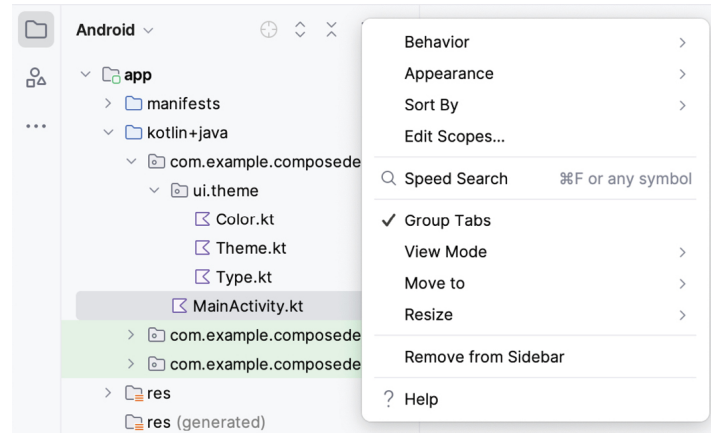 Android
app
manifests
kotlin+java
com.example.composede
ui.theme
Color.kt
Theme.kt
Type.kt
MainActivity.kt
com.example.composede
com.example.composede
res
res (generated)
Behavior
Appearance
Sort By
Edit Scopes...
Speed Search ⌘F or any symbol
Group Tabs
View Mode
Move to
Resize
Remove from Sidebar
? Help